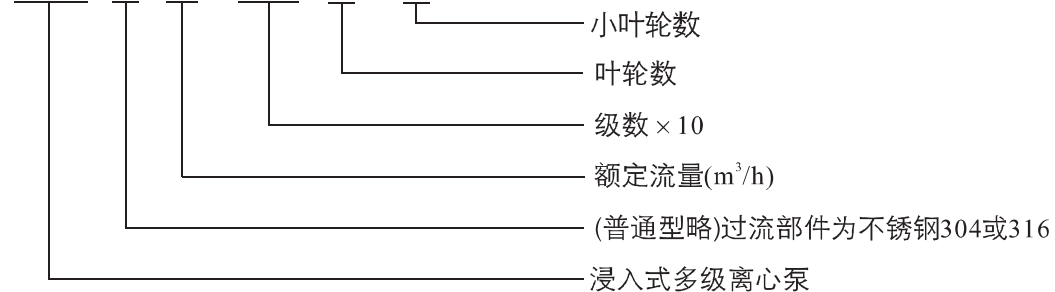 小叶轮数
叶轮数
级数×10
额定流量(m³/h)
(普通型略)过流部件为不锈钢304或316
浸入式多级离心泵